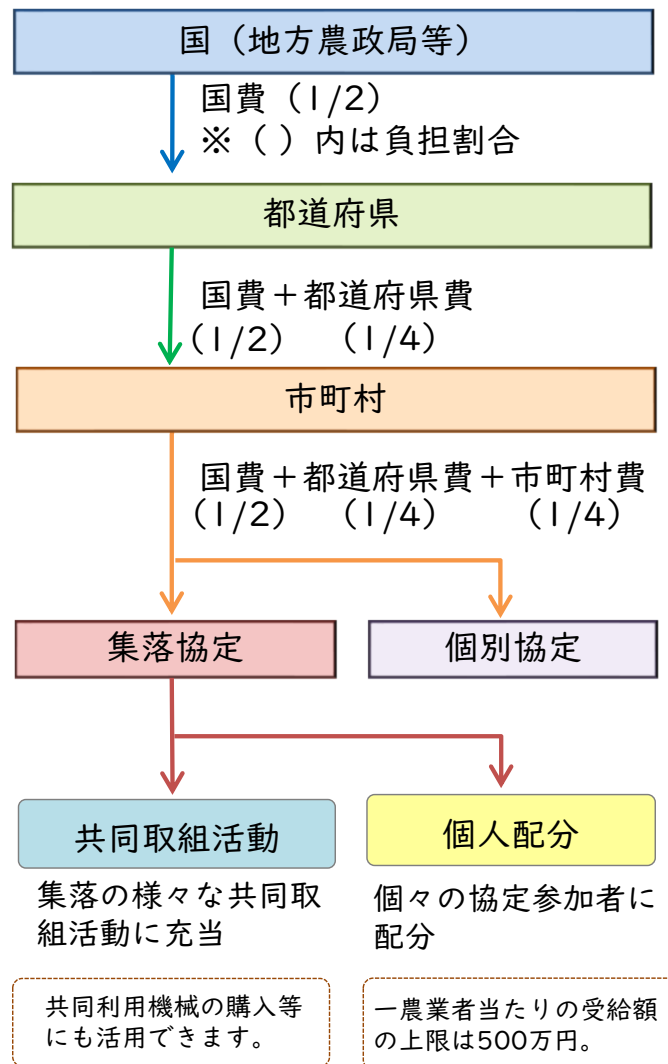 国（地方農政局等）
国費（1/2）
※（ ）内は負担割合
都道府県
国費＋都道府県費
(1/2) (1/4)
市町村
国費＋都道府県費＋市町村費
(1/2) (1/4) (1/4)
集落協定
個別協定
共同取組活動
個人配分
集落の様々な共同取
組活動に充当
個々の協定参加者に
配分
共同利用機械の購入等
にも活用できます。
一農業者当たりの受給額
の上限は500万円。